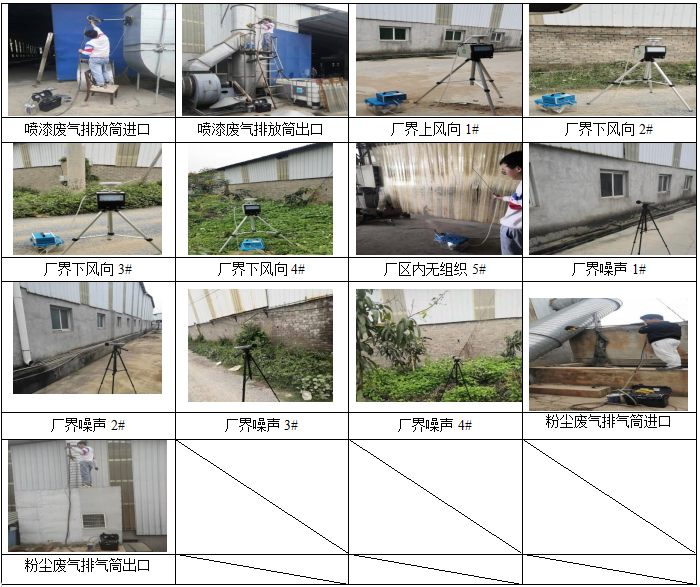 喷漆废气排放筒进口
喷漆废气排放筒出口
厂界上风向 1#
厂界下风向 2#
厂界下风向 3#
厂界下风向 4#
厂区内无组织 5#
厂界噪声 1#
厂界噪声 2#
厂界噪声 3#
厂界噪声 4#
粉尘废气排气筒进口
粉尘废气排气筒出口